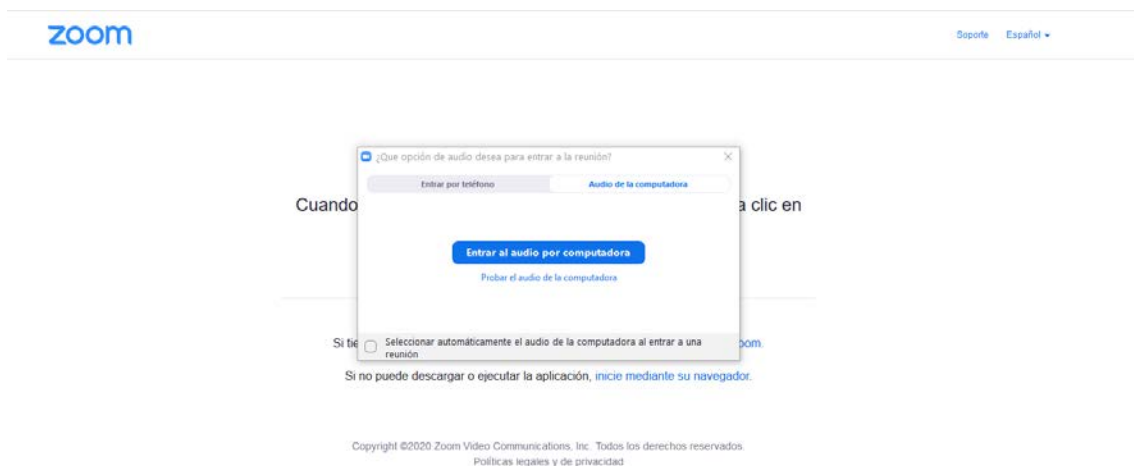 zoom
Soporte Español
¿Que opción de audio desea para entrar a la reunión?
Entrar por teléfono Audio de la computadora
Cuando a clic en
Entrar al audio por computadora
Probar el audio de la computadora
Si tie oom.
Seleccionar automáticamente el audio de la computadora al entrar a una
reunión
Si no puede descargar o ejecutar la aplicación, inicie mediante su navegador.
Copyright ©2020 Zoom Video Communications, Inc. Todos los derechos reservados.
Políticas legales y de privacidad